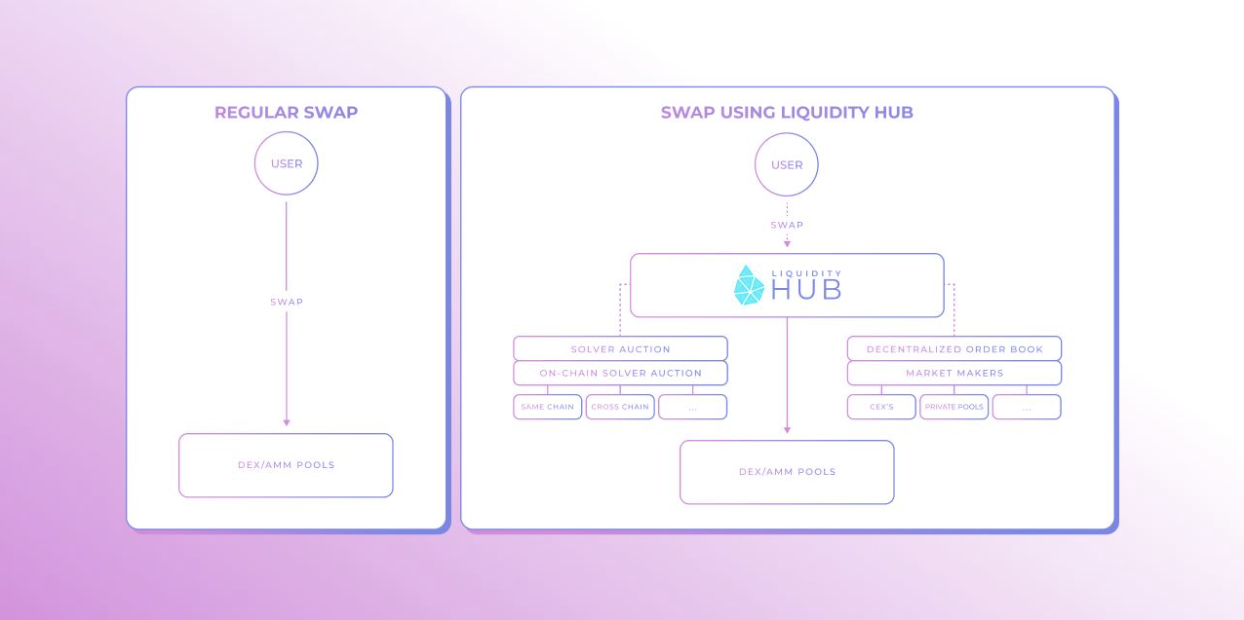 REGULAR SWAP
USER
SWAP
DEX/AMM POOLS
SWAP USING LIQUIDITY HUB
USER
SWAP
LIQUIDITY
HUB
SOLVER AUCTION
ON-CHAIN SOLVER AUCTION
SAME CHAIN
CROSS CHAIN
...
DECENTRALIZED ORDER BOOK
MARKET MAKERS
CEX'S
PRIVATE POOLS
...
DEX/AMM POOLS